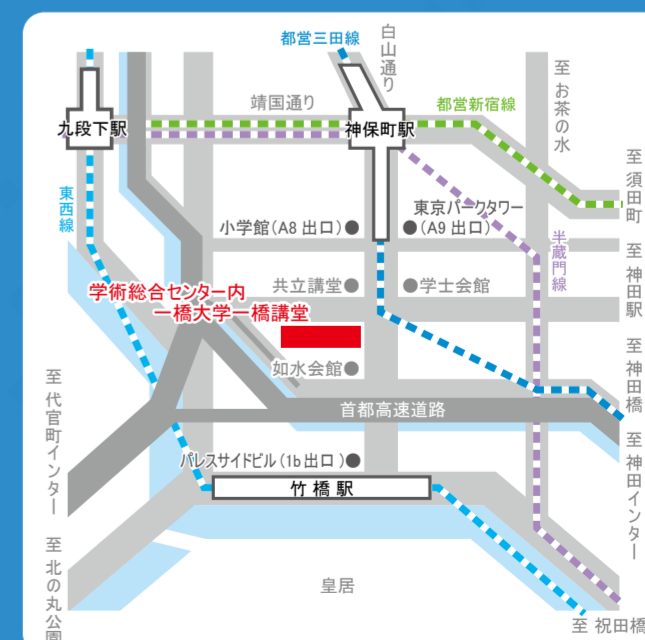 都営三田線
白山通り
至 お茶の水
靖国通り
都営新宿線
九段下駅
神保町駅
至 須田町
東西線
小学館（A8 出口）●
東京パークタワー
●（A9 出口）
半蔵門線
至 神田駅
共立講堂●
●学士会館
学術総合センター内
一橋大学一橋講堂
如水会館●
至 神田橋
至 代官町インター
首都高速道路
至 神田インター
パレスサイドビル（1b 出口）●
竹橋駅
至 北の丸公園
皇居
至 祝田橋